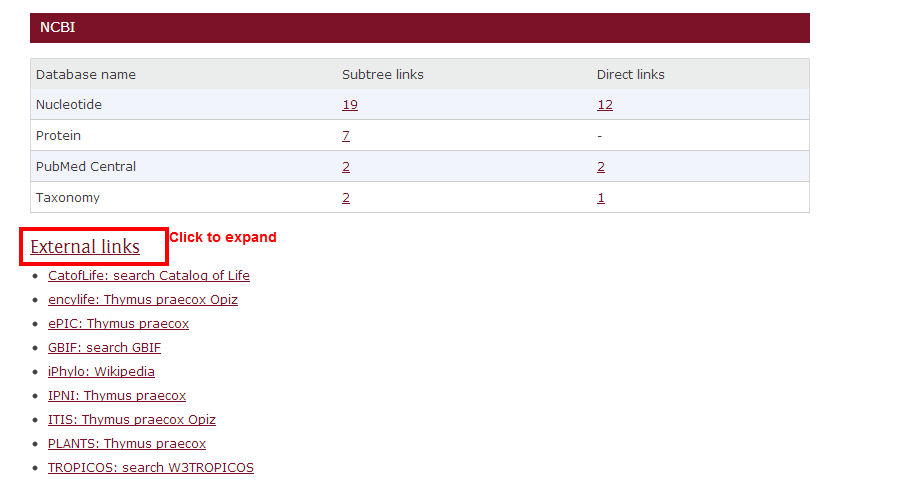 NCBI
Database name Subtree links Direct links
Nucleotide 19 12
Protein 7 -
PubMed Central 2 2
Taxonomy 2 1
External links Click to expand
CatofLife: search Catalog of Life
encylife: Thymus praecox Opiz
ePIC: Thymus praecox
GBIF: search GBIF
iPhylo: Wikipedia
IPNI: Thymus praecox
ITIS: Thymus praecox Opiz
PLANTS: Thymus praecox
TROPICOS: search W3TROPICOS